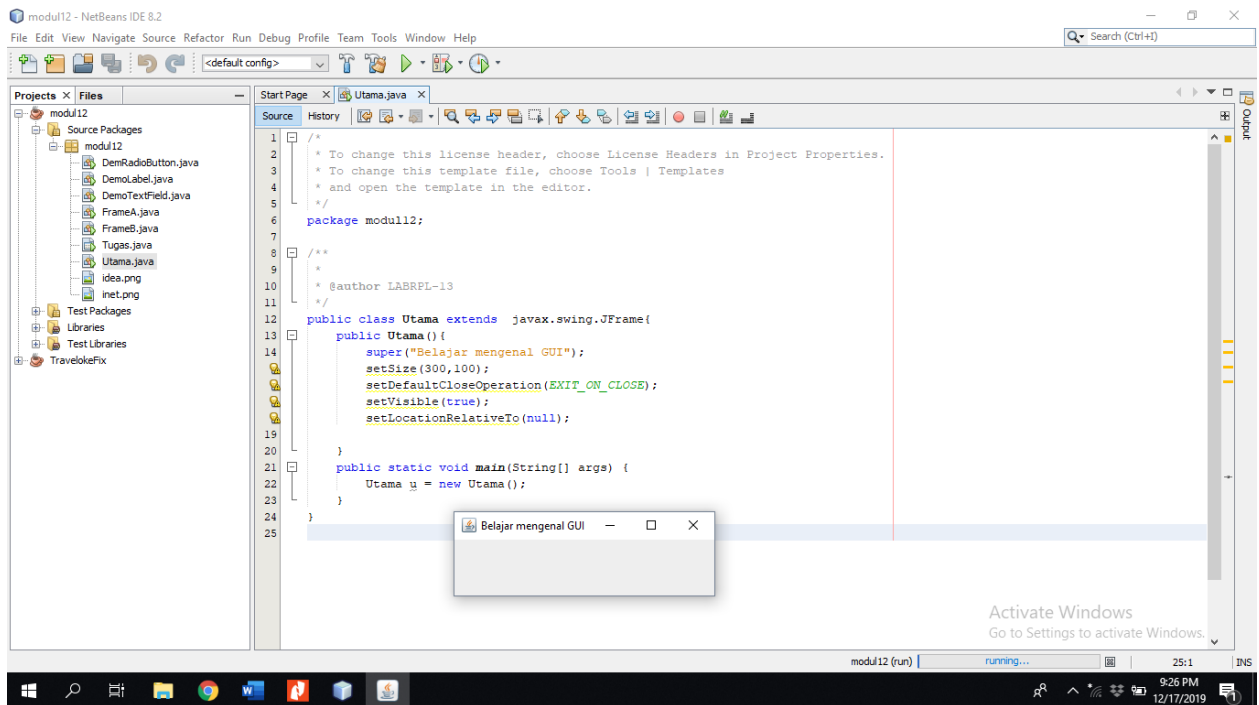 modul12 - NetBeans IDE 8.2
File Edit View Navigate Source Refactor Run Debug Profile Team Tools Window Help
Search (Ctrl+I)
<default config>
Projects Files
Start Page Utama.java
modul12
Source Packages
modul12
DemRadioButton.java
DemoLabel.java
DemoTextField.java
FrameA.java
FrameB.java
Tugas.java
Utama.java
idea.png
inet.png
Test Packages
Libraries
Test Libraries
TravelokeFix
Source History
1 /*
2 * To change this license header, choose License Headers in Project Properties.
3 * To change this template file, choose Tools | Templates
4 * and open the template in the editor.
5 */
6 package modul12;
7
8 /**
9 *
10 * @author LABRPL-13
11 */
12 public class Utama extends  javax.swing.JFrame{
13 public Utama(){
14 super("Belajar mengenal GUI");
setSize(300,100);
setDefaultCloseOperation(EXIT_ON_CLOSE);
setVisible(true);
setLocationRelativeTo(null);
19
20 }
21 public static void main(String[] args) {
22 Utama u = new Utama();
23 }
24 }
25
Output
Belajar mengenal GUI
Activate Windows
Go to Settings to activate Windows.
modul12 (run) running... 25:1 INS
9:26 PM
12/17/2019